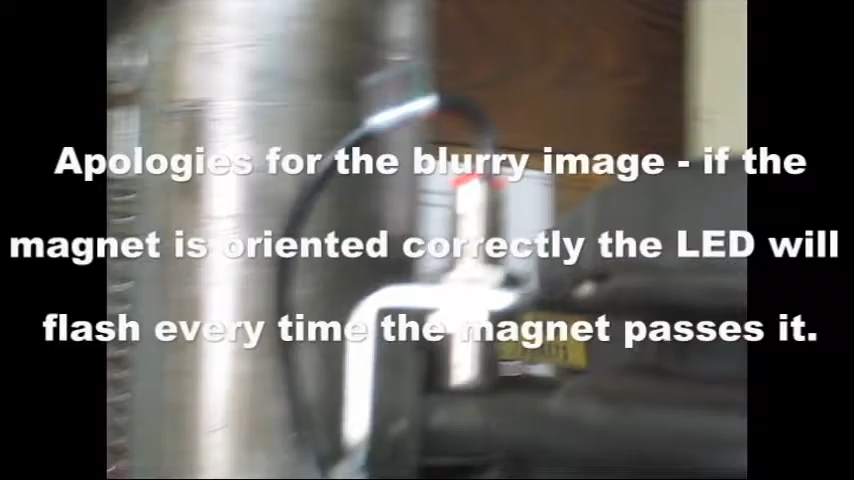 Apologies for the blurry image - if the
magnet is oriented correctly the LED will
flash every time the magnet passes it.